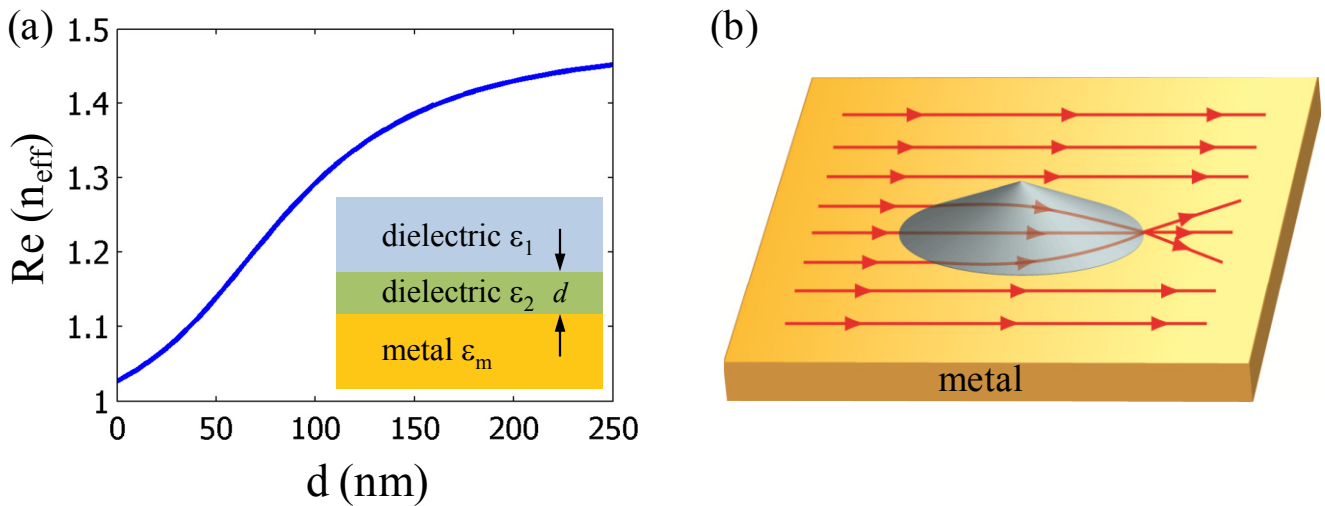 (a)
1.5
1.4
1.3
1.2
1.1
1
Re (n_eff)
dielectric ε₁
dielectric ε₂ d
metal ε_m
0 50 100 150 200 250
d (nm)
(b)
metal